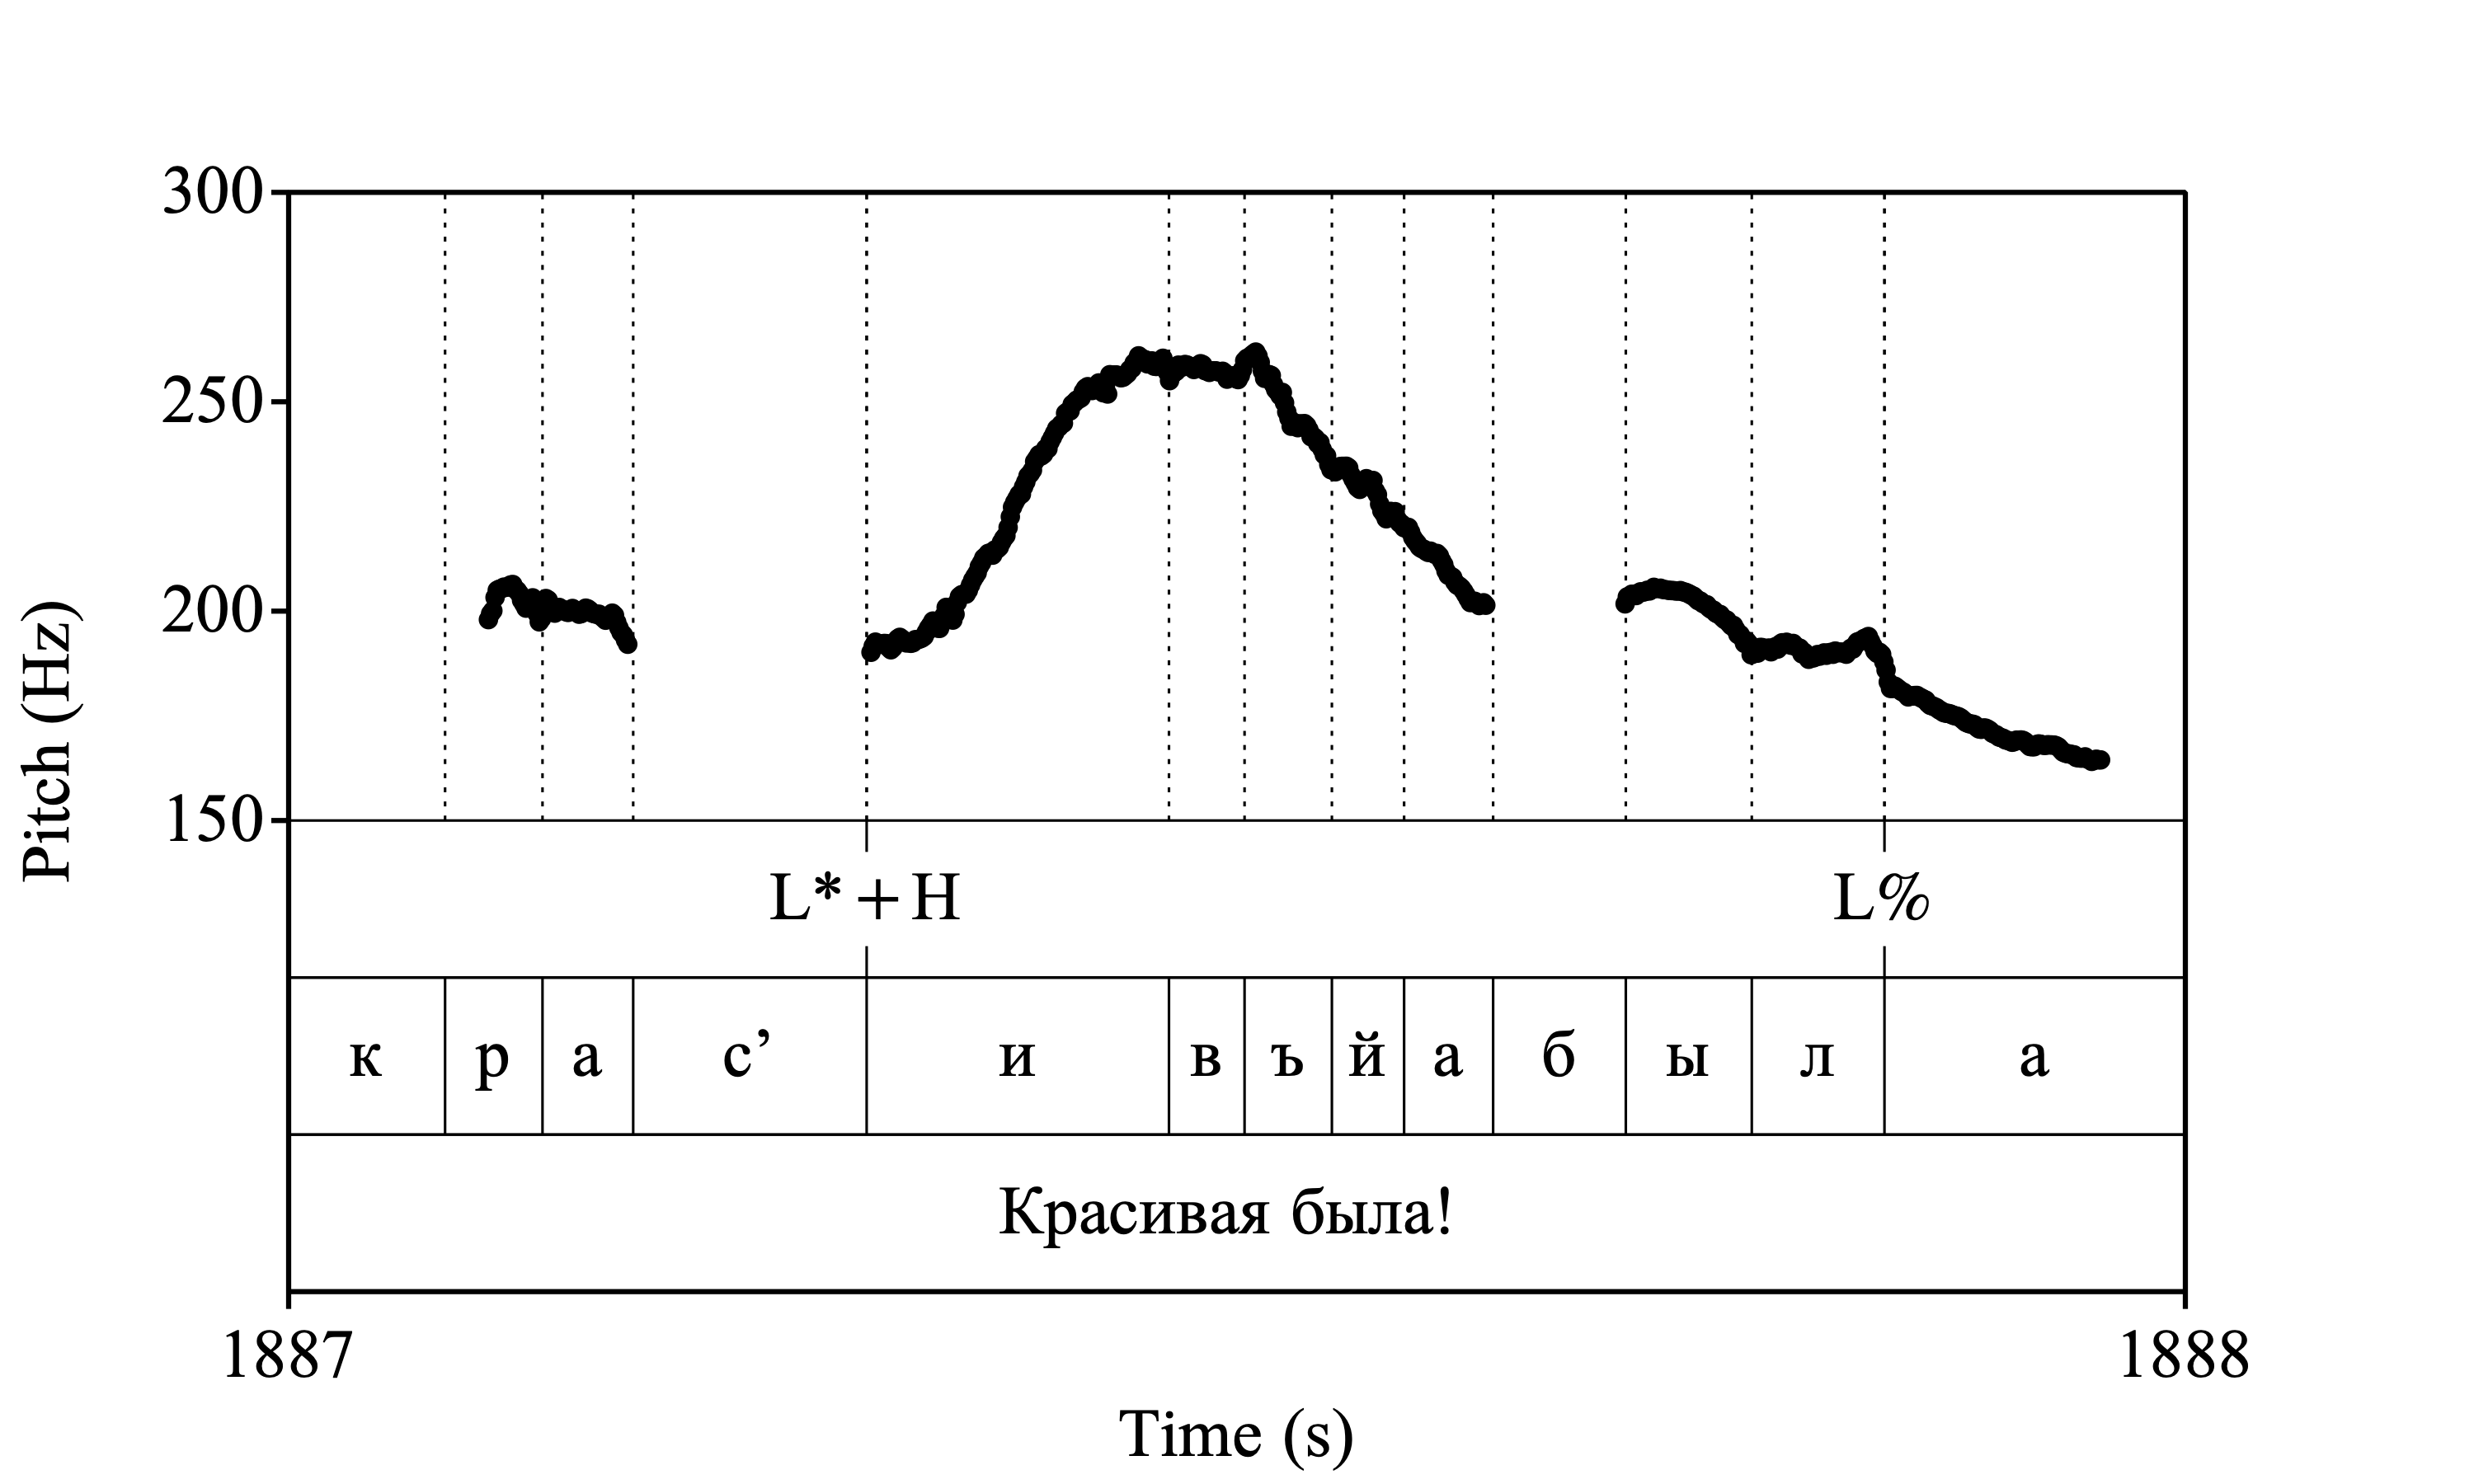 300
250
200
150
Pitch (Hz)
L*+H L%
к р а с’ и в ъ й а б ы л а
Красивая была!
1887 1888
Time (s)